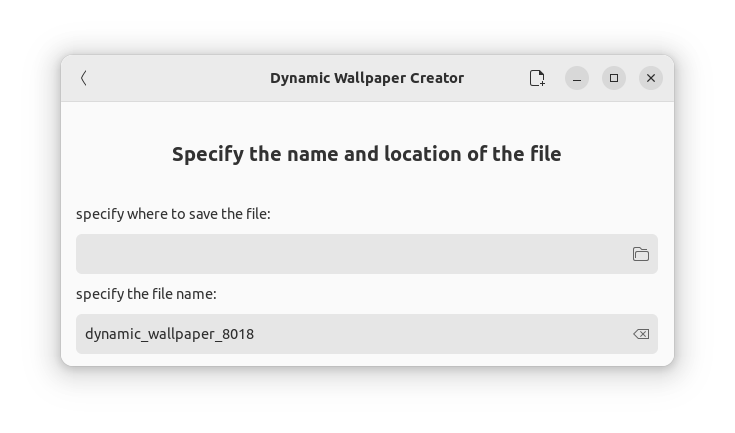 Dynamic Wallpaper Creator
Specify the name and location of the file
specify where to save the file:
specify the file name:
dynamic_wallpaper_8018